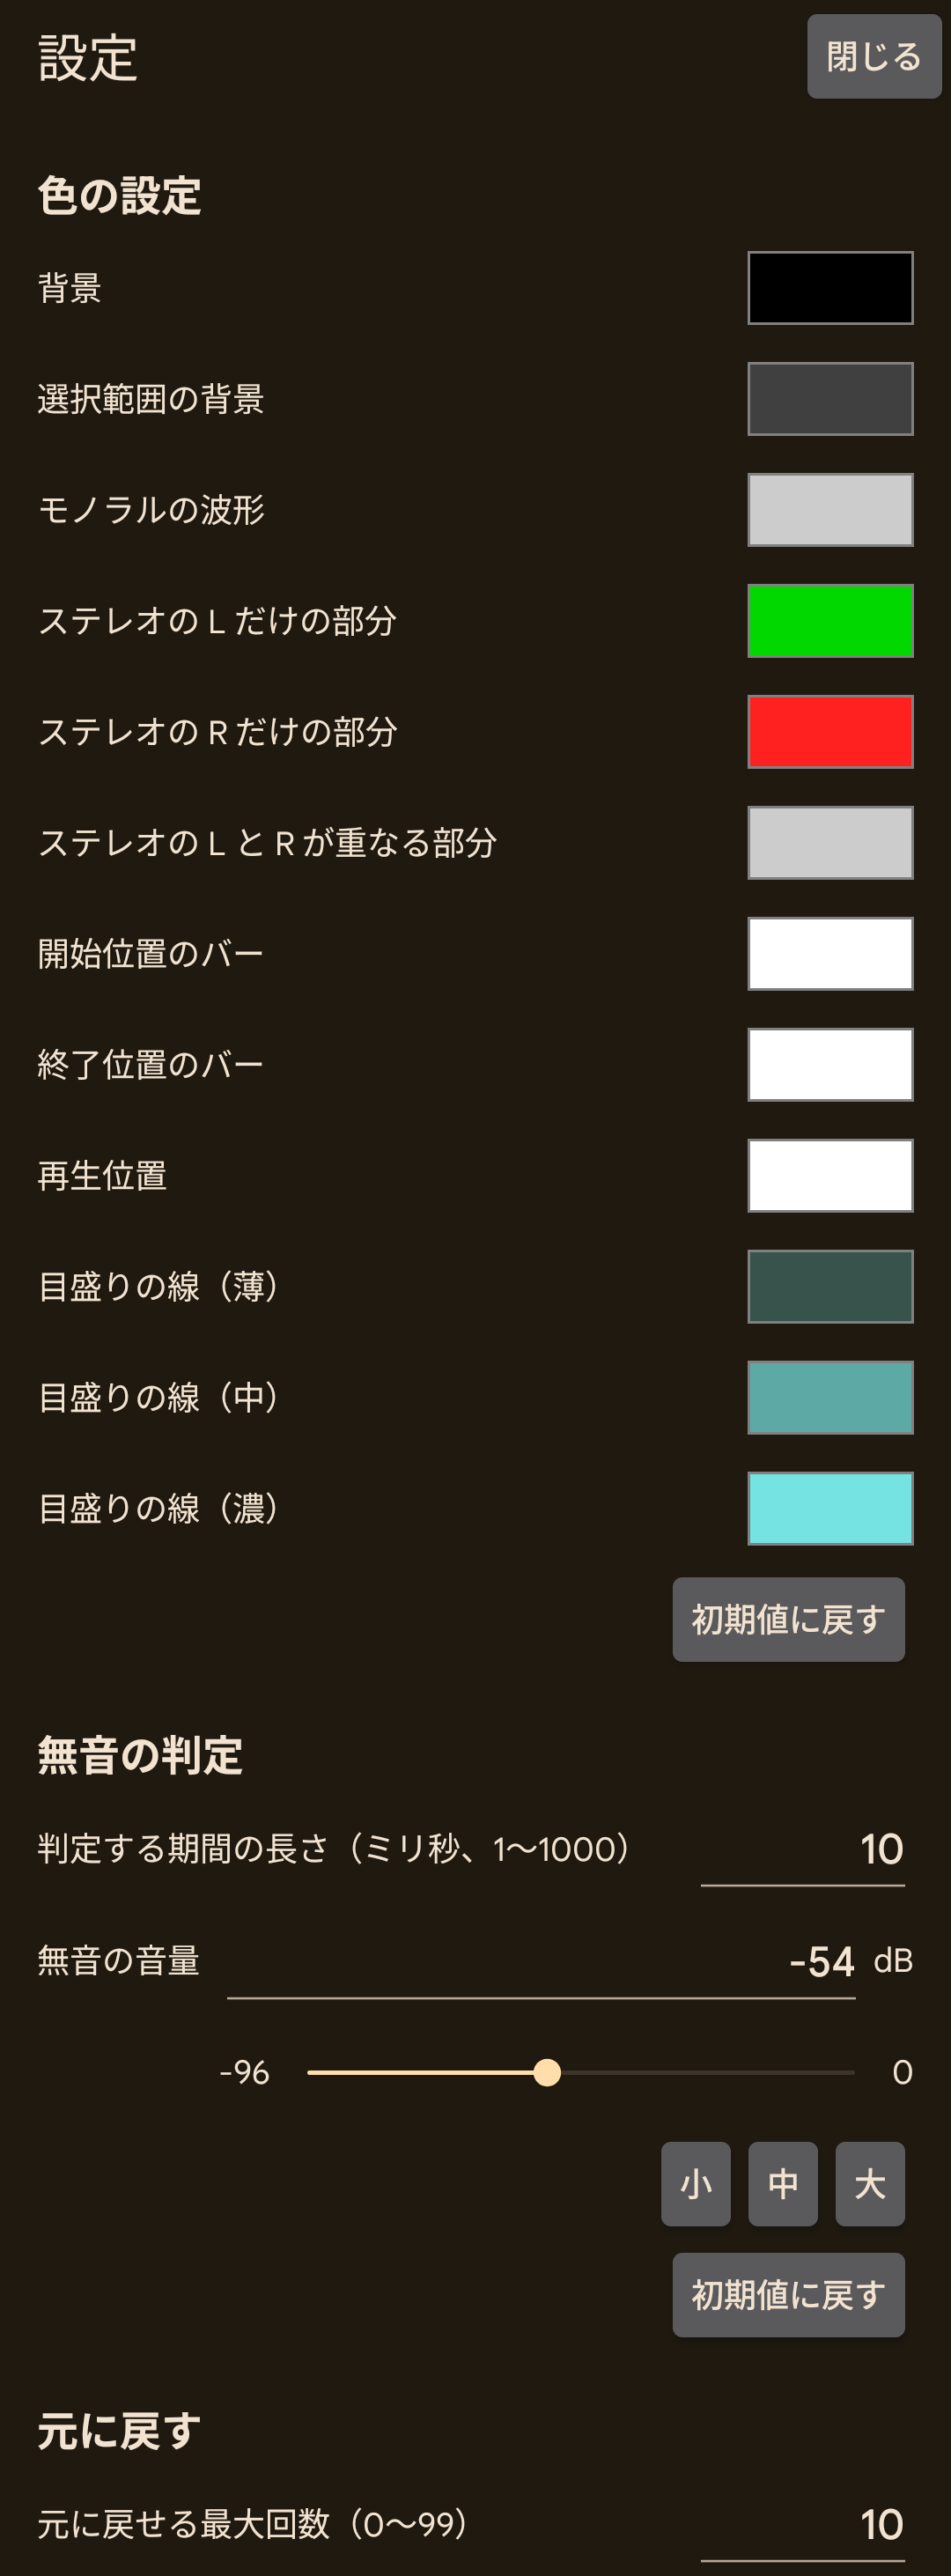 設定
閉じる
色の設定
背景
選択範囲の背景
モノラルの波形
ステレオの L だけの部分
ステレオの R だけの部分
ステレオの L と R が重なる部分
開始位置のバー
終了位置のバー
再生位置
目盛りの線（薄）
目盛りの線（中）
目盛りの線（濃）
初期値に戻す
無音の判定
判定する期間の長さ（ミリ秒、1〜1000） 10
無音の音量 -54 dB
-96 0
小 中 大
初期値に戻す
元に戻す
元に戻せる最大回数（0〜99） 10